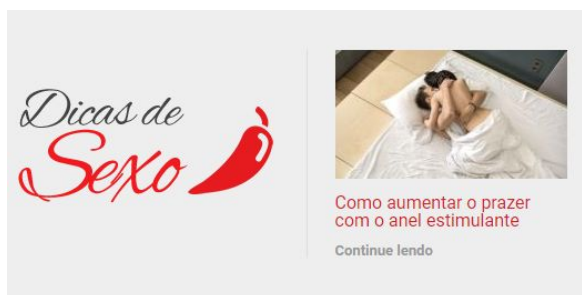 Dicas de
Sexo
Como aumentar o prazer
com o anel estimulante
Continue lendo